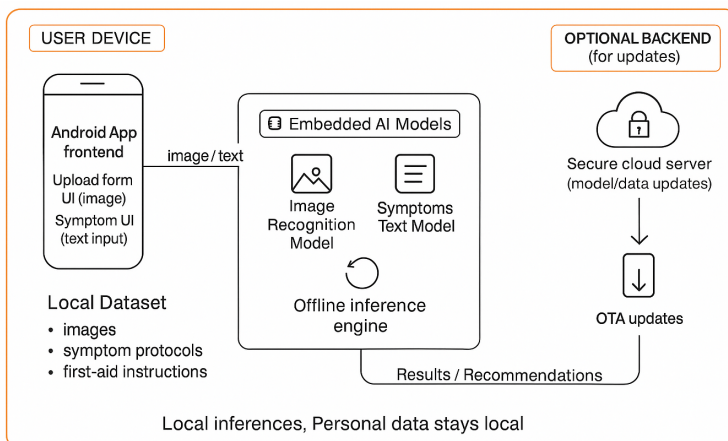 USER DEVICE
Android App
frontend
Upload form
UI (image)
Symptom UI
(text input)
Local Dataset
• images
• symptom protocols
• first-aid instructions
image/text
Embedded AI Models
Image
Recognition
Model
Symptoms
Text Model
Offline inference
engine
OPTIONAL BACKEND
(for updates)
Secure cloud server
(model/data updates)
OTA updates
Results / Recommendations
Local inferences, Personal data stays local